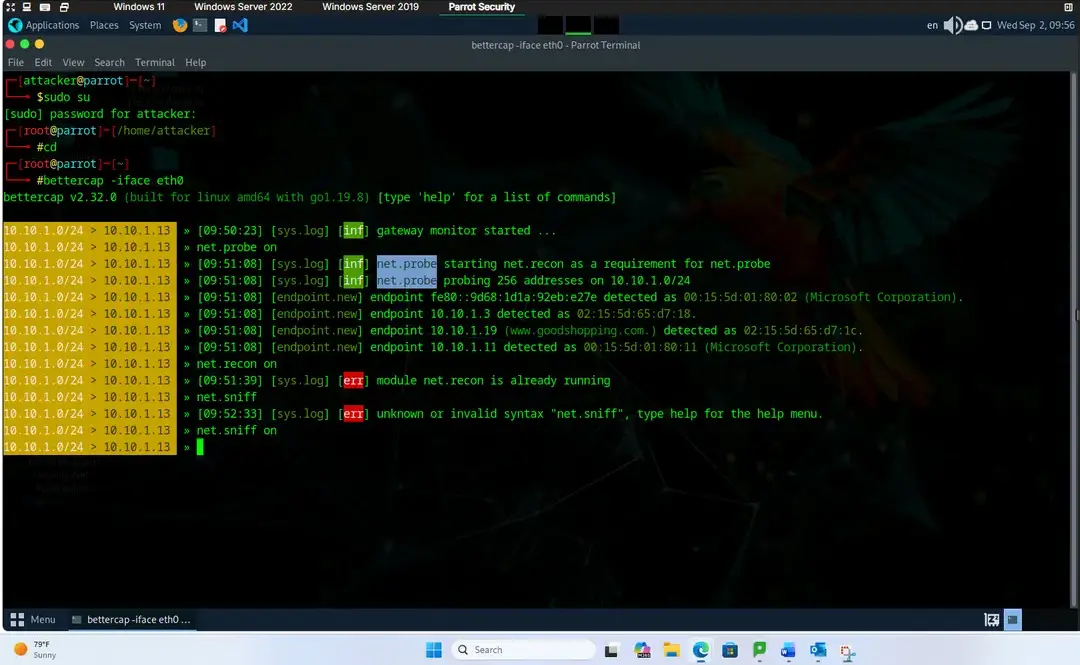 Windows 11 Windows Server 2022 Windows Server 2019 Parrot Security
Applications Places System en Wed Sep 2, 09:56
bettercap -iface eth0 - Parrot Terminal
File Edit View Search Terminal Help
┌─[attacker@parrot]─[~]
└──╼ $sudo su
[sudo] password for attacker:
┌─[root@parrot]─[/home/attacker]
└──╼ #cd
┌─[root@parrot]─[~]
└──╼ #bettercap -iface eth0
bettercap v2.32.0 (built for linux amd64 with go1.19.8) [type 'help' for a list of commands]
10.10.1.0/24 > 10.10.1.13 » [09:50:23] [sys.log] [inf] gateway monitor started ...
10.10.1.0/24 > 10.10.1.13 » net.probe on
10.10.1.0/24 > 10.10.1.13 » [09:51:08] [sys.log] [inf] net.probe starting net.recon as a requirement for net.probe
10.10.1.0/24 > 10.10.1.13 » [09:51:08] [sys.log] [inf] net.probe probing 256 addresses on 10.10.1.0/24
10.10.1.0/24 > 10.10.1.13 » [09:51:08] [endpoint.new] endpoint fe80::9d68:1d1a:92eb:e27e detected as 00:15:5d:01:80:02 (Microsoft Corporation).
10.10.1.0/24 > 10.10.1.13 » [09:51:08] [endpoint.new] endpoint 10.10.1.3 detected as 02:15:5d:65:d7:18.
10.10.1.0/24 > 10.10.1.13 » [09:51:08] [endpoint.new] endpoint 10.10.1.19 (www.goodshopping.com.) detected as 02:15:5d:65:d7:1c.
10.10.1.0/24 > 10.10.1.13 » [09:51:08] [endpoint.new] endpoint 10.10.1.11 detected as 00:15:5d:01:80:11 (Microsoft Corporation).
10.10.1.0/24 > 10.10.1.13 » net.recon on
10.10.1.0/24 > 10.10.1.13 » [09:51:39] [sys.log] [err] module net.recon is already running
10.10.1.0/24 > 10.10.1.13 » net.sniff
10.10.1.0/24 > 10.10.1.13 » [09:52:33] [sys.log] [err] unknown or invalid syntax "net.sniff", type help for the help menu.
10.10.1.0/24 > 10.10.1.13 » net.sniff on
10.10.1.0/24 > 10.10.1.13 »
Menu bettercap -iface eth0 ...
79°F
Sunny
Search